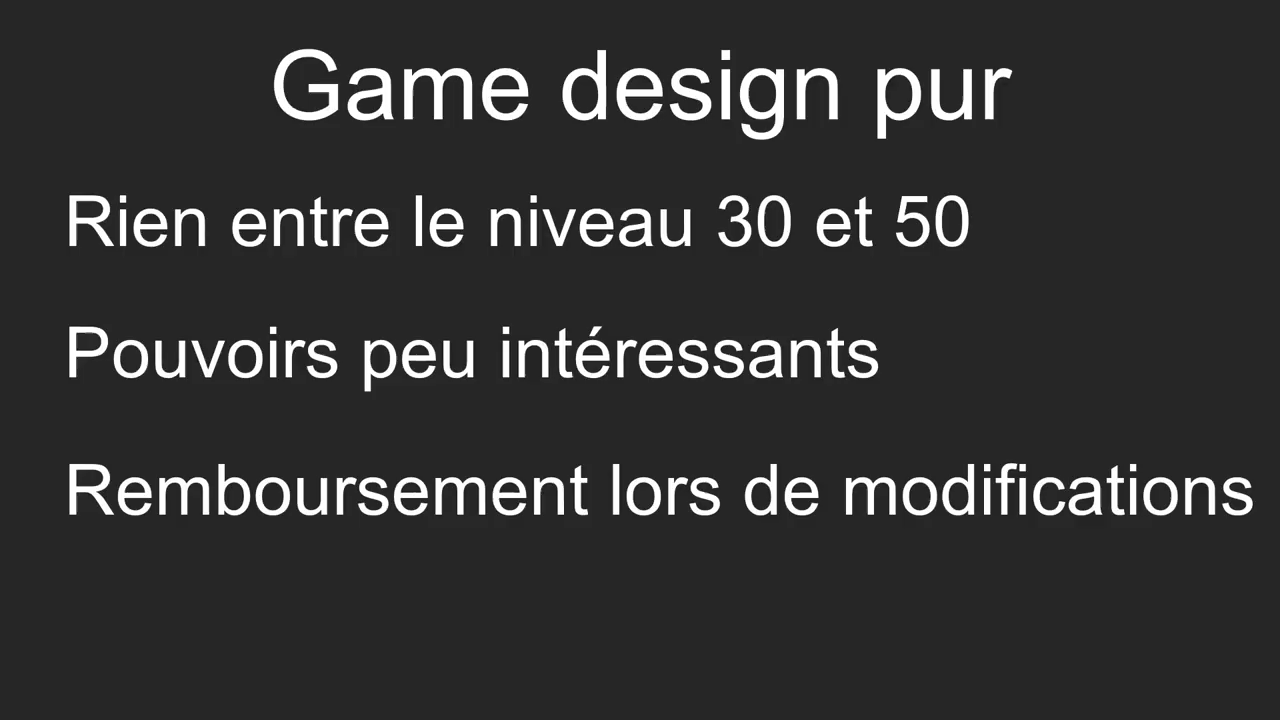 Game design pur
Rien entre le niveau 30 et 50
Pouvoirs peu intéressants
Remboursement lors de modifications